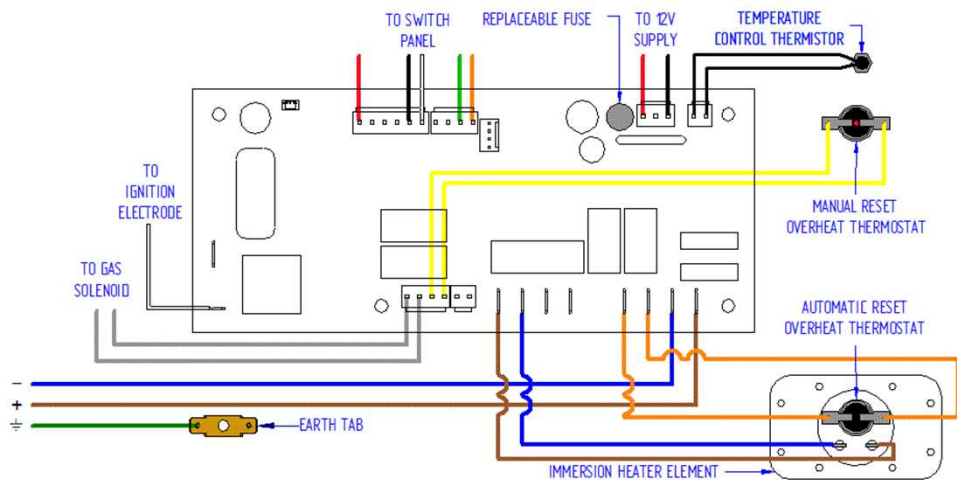 TO SWITCH
PANEL
REPLACEABLE FUSE
TO 12V
SUPPLY
TEMPERATURE
CONTROL THERMISTOR
TO
IGNITION
ELECTRODE
MANUAL RESET
OVERHEAT THERMOSTAT
TO GAS
SOLENOID
AUTOMATIC RESET
OVERHEAT THERMOSTAT
-
+
EARTH TAB
IMMERSION HEATER ELEMENT